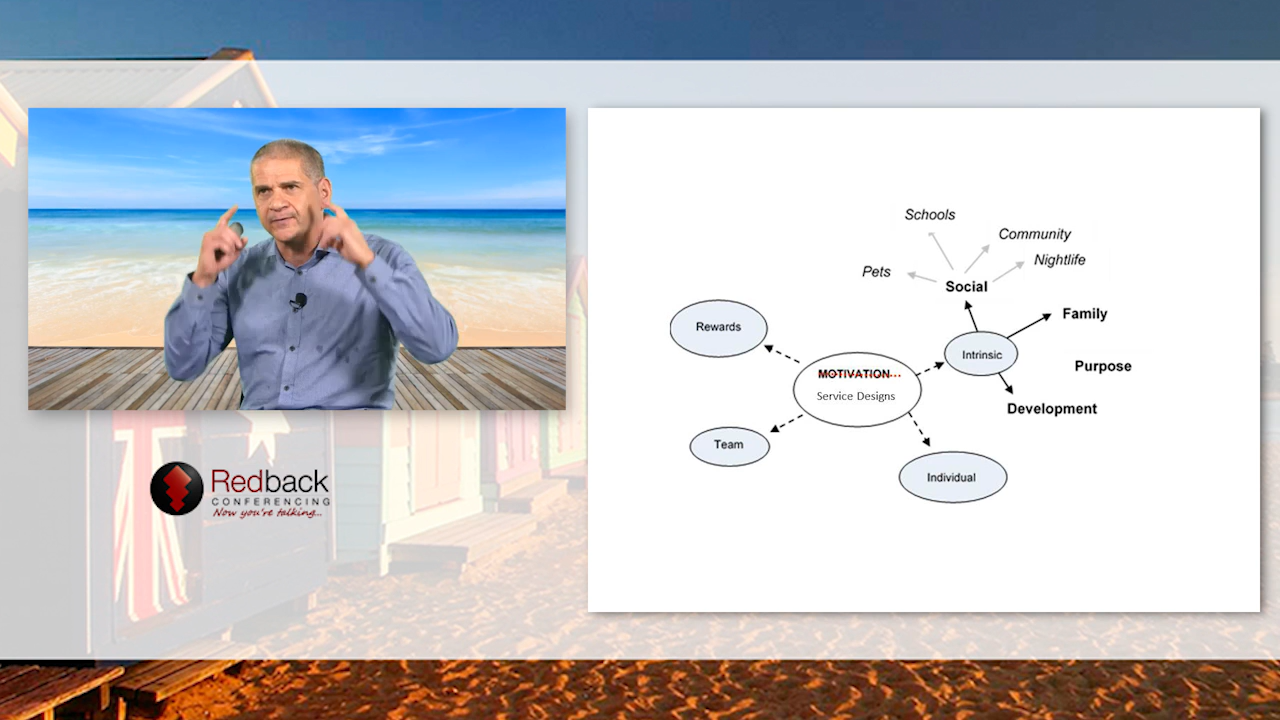 Redback
CONFERENCING
Now you're talking...
Schools
Community
Nightlife
Pets
Social
Family
Rewards
Intrinsic
Purpose
MOTIVATION...
Service Designs
Development
Team
Individual